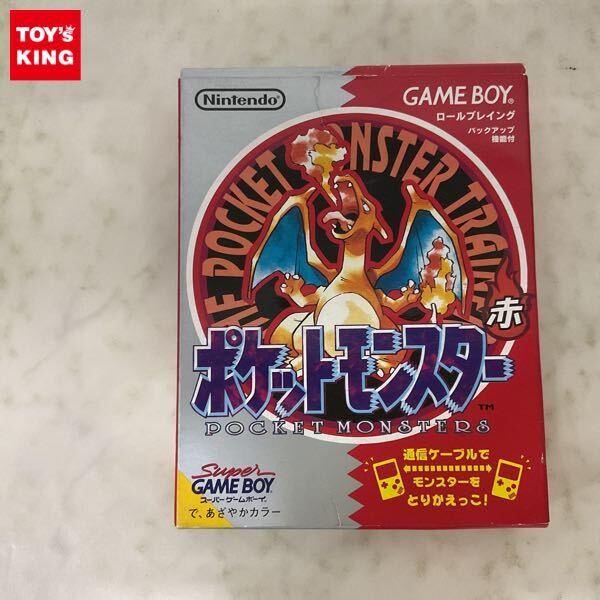 TOY's
KING
Nintendo
GAME BOY
ロールプレイング
バックアップ
機能付
THE POCKET MONSTER TRAINER
赤
ポケットモンスター
TM
POCKET MONSTERS
通信ケーブルで
モンスターを
とりかえっこ!
Super
GAME BOY
スーパーゲームボーイ
で、あざやかカラー